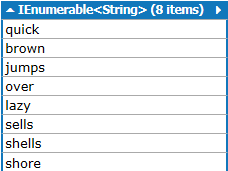 IEnumerable<String> (8 items)
quick
brown
jumps
over
lazy
sells
shells
shore